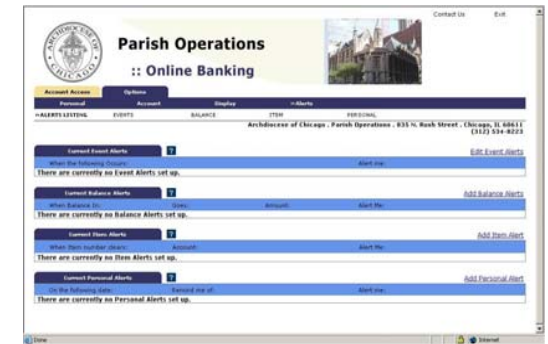 Contact Us Exit
ARCHDIOCESE OF CHICAGO
Parish Operations
:: Online Banking
Account Access Options
Personal Account Display »Alerts
»ALERTS LISTING EVENTS BALANCE ITEM PERSONAL
Archdiocese of Chicago . Parish Operations . 835 N. Rush Street . Chicago, IL 60611
(312) 534-8223
Current Event Alerts ? Edit Event Alerts
When the following Occurs: Alert me:
There are currently no Event Alerts set up.
Current Balance Alerts ? Add Balance Alerts
When Balance In: Goes: Amount: Alert Me:
There are currently no Balance Alerts set up.
Current Item Alerts ? Add Item Alert
When Item number clears: Account: Alert Me:
There are currently no Item Alerts set up.
Current Personal Alerts ? Add Personal Alert
On the following date: Remind me of: Alert me:
There are currently no Personal Alerts set up.
Done Internet